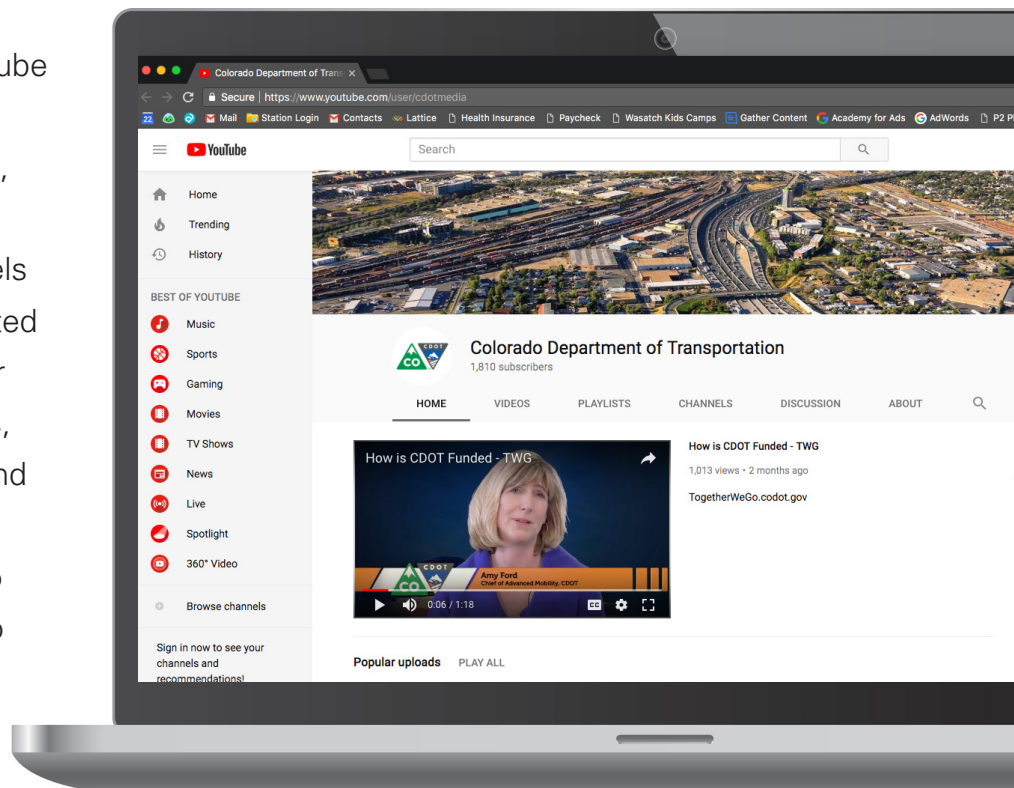 ube
,
els
ted
r
,
nd
o
o
Colorado Department of Trans
Secure | https://www.youtube.com/user/cdotmedia
22 Mail Station Login Contacts Lattice Health Insurance Paycheck Wasatch Kids Camps Gather Content Academy for Ads AdWords P2 Pl
YouTube
Search
Home
Trending
History
BEST OF YOUTUBE
Music
Sports
Gaming
Movies
TV Shows
News
Live
Spotlight
360° Video
Browse channels
Sign in now to see your
channels and
recommendations!
CDOT
CO
Colorado Department of Transportation
1,810 subscribers
HOME VIDEOS PLAYLISTS CHANNELS DISCUSSION ABOUT
How is CDOT Funded - TWG
CDOT
CO
Amy Ford
Chief of Advanced Mobility, CDOT
0:06 / 1:18
CC
How is CDOT Funded - TWG
1,013 views • 2 months ago
TogetherWeGo.codot.gov
Popular uploads PLAY ALL